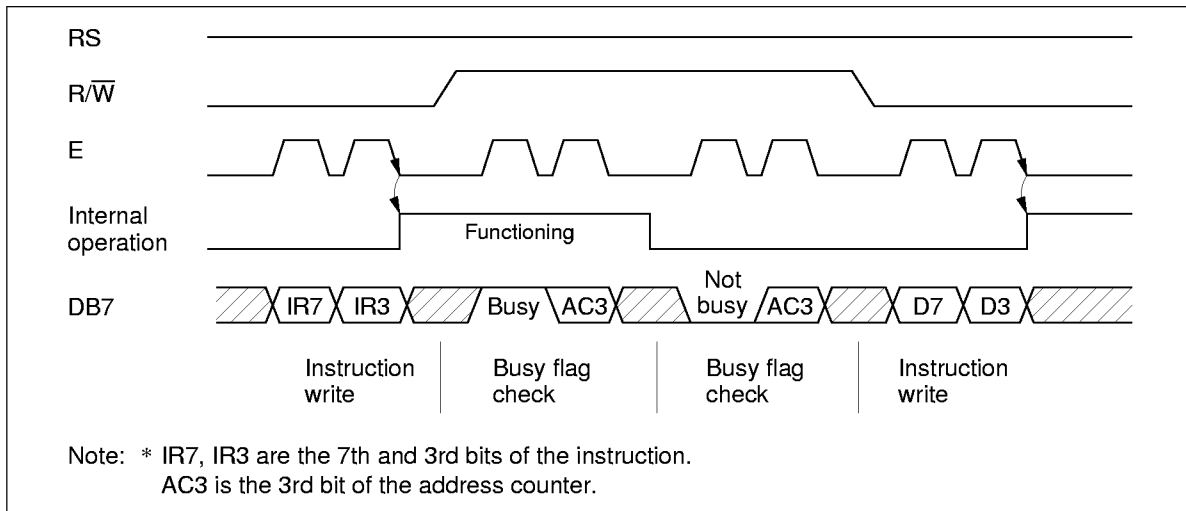 RS
R/W̅
E
Internal
operation
Functioning
DB7
IR7 IR3 Busy AC3 Not busy AC3 D7 D3
Instruction
write
Busy flag
check
Busy flag
check
Instruction
write
Note: * IR7, IR3 are the 7th and 3rd bits of the instruction.
AC3 is the 3rd bit of the address counter.